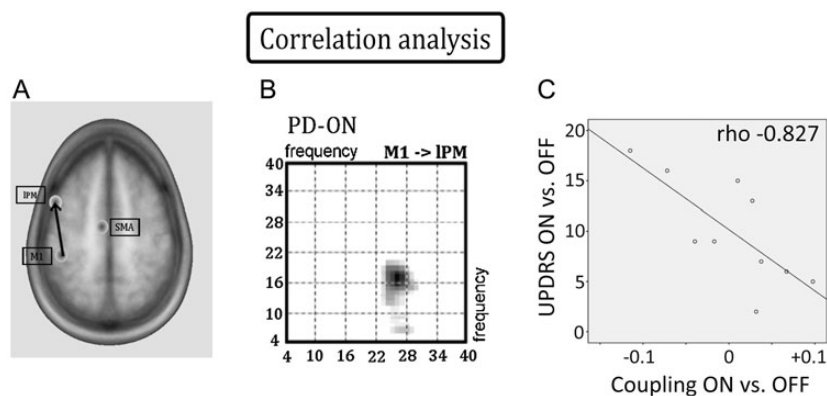 Correlation analysis
A
lPM
M1
SMA
B
PD-ON
frequency M1 -> lPM
40
34
28
22
16
10
4
4 10 16 22 28 34 40
frequency
C
rho -0.827
20
15
10
5
0
UPDRS ON vs. OFF
-0.1 0 +0.1
Coupling ON vs. OFF